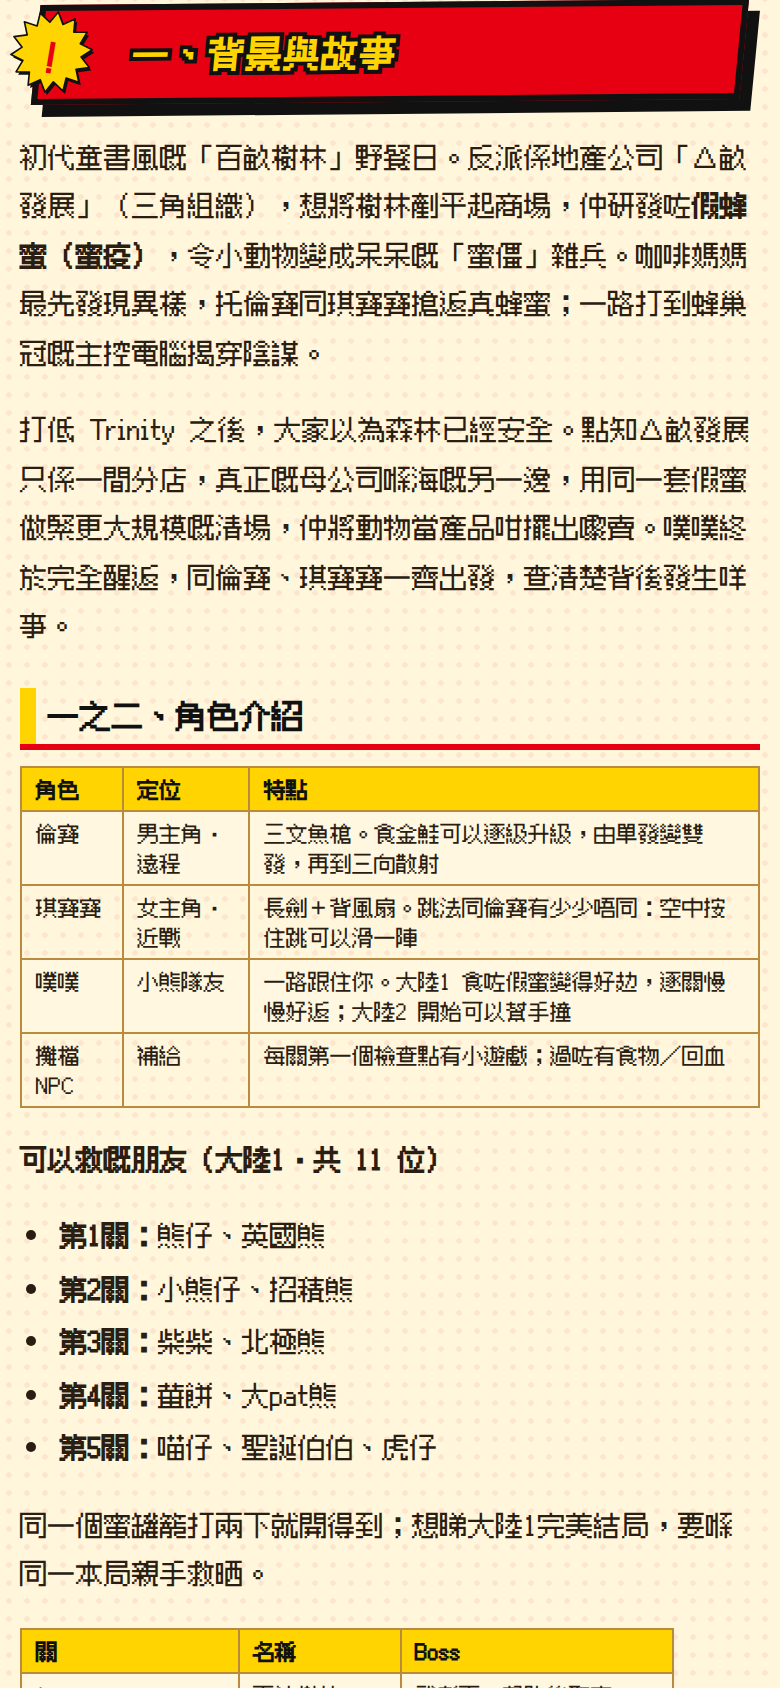 !
一、背景與故事
初代童書風嘅「百畝樹林」野餐日。反派係地產公司「△畝
發展」（三角組織），想將樹林剷平起商場，仲研發咗假蜂
蜜（蜜疫），令小動物變成呆呆嘅「蜜僵」雜兵。咖啡媽媽
最先發現異樣，托倫寶同琪寶寶搶返真蜂蜜；一路打到蜂巢
冠嘅主控電腦揭穿陰謀。
打低 Trinity 之後，大家以為森林已經安全。點知△畝發展
只係一間分店，真正嘅母公司喺海嘅另一邊，用同一套假蜜
做緊更大規模嘅清場，仲將動物當產品咁擺出嚟賣。噗噗終
於完全醒返，同倫寶、琪寶寶一齊出發，查清楚背後發生咩
事。
一之二、角色介紹
角色 定位 特點
倫寶 男主角・遠程 三文魚槍。食金鮭可以逐級升級，由單發變雙
發，再到三向散射
琪寶寶 女主角・近戰 長劍＋背風扇。跳法同倫寶有少少唔同：空中按
住跳可以滑一陣
噗噗 小熊隊友 一路跟住你。大陸1 食咗假蜜變得好攰，逐關慢
慢好返；大陸2 開始可以幫手撞
攤檔NPC 補給 每關第一個檢查點有小遊戲；過咗有食物／回血
可以救嘅朋友（大陸1・共 11 位）
第1關：熊仔、英國熊
第2關：小熊仔、招積熊
第3關：柴柴、北極熊
第4關：薑餅、大pat熊
第5關：喵仔、聖誕伯伯、虎仔
同一個蜜罐籠打兩下就開得到；想睇大陸1完美結局，要喺
同一本局親手救晒。
關 名稱 Boss